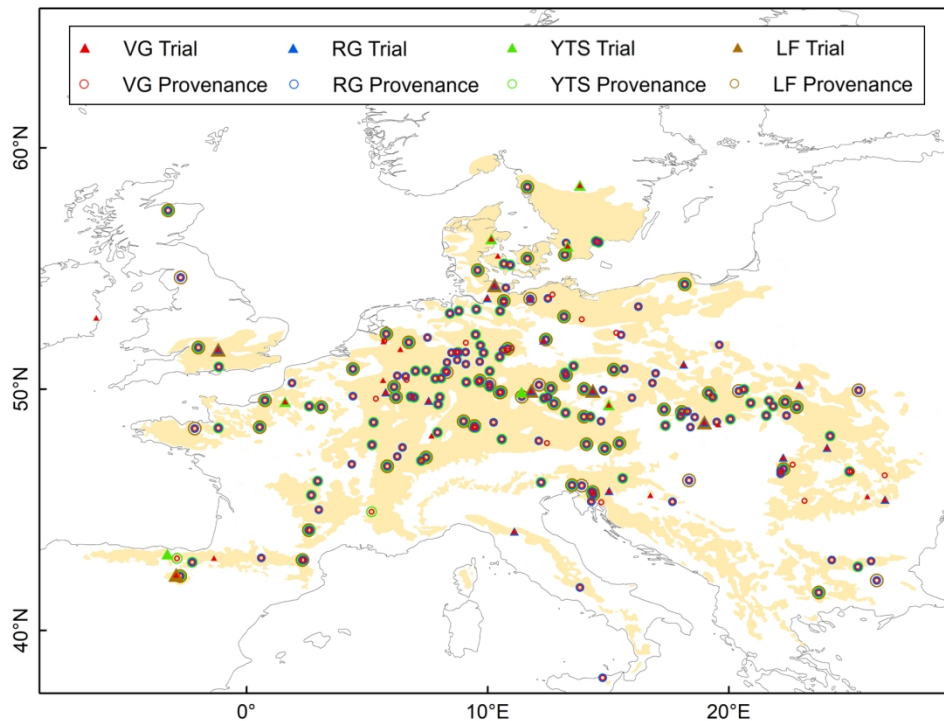 VG Trial RG Trial YTS Trial LF Trial
VG Provenance RG Provenance YTS Provenance LF Provenance
60°N
50°N
40°N
0° 10°E 20°E